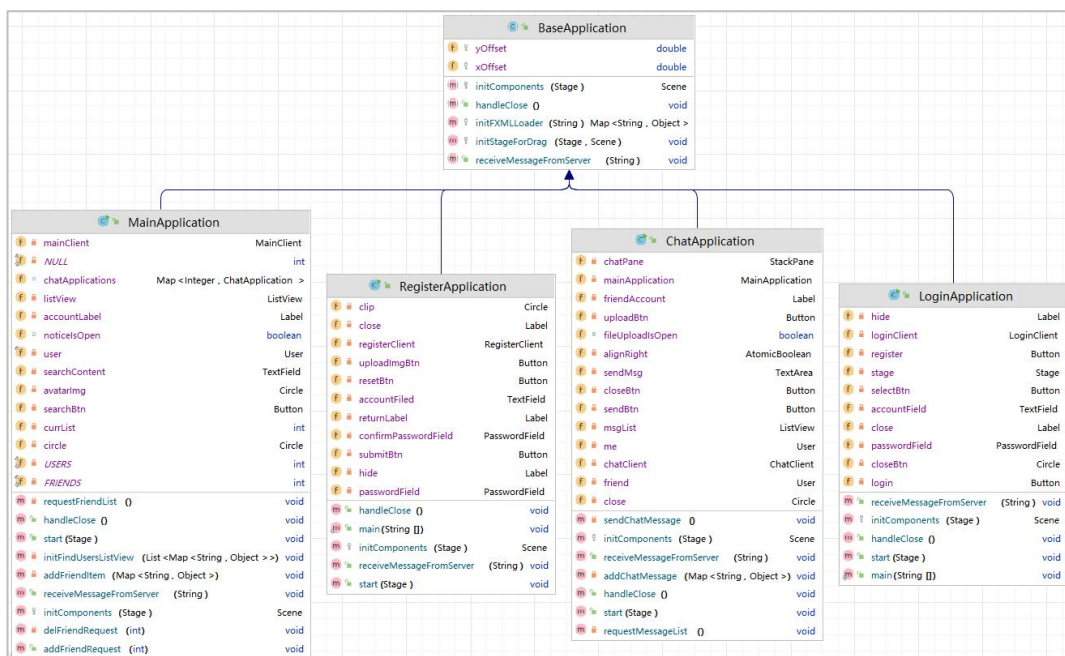 BaseApplication
yOffset double
xOffset double
initComponents (Stage ) Scene
handleClose () void
initFXMLLoader (String ) Map <String , Object >
initStageForDrag (Stage , Scene ) void
receiveMessageFromServer (String ) void
MainApplication
mainClient MainClient
NULL int
chatApplications Map <Integer , ChatApplication >
listView ListView
accountLabel Label
noticeIsOpen boolean
user User
searchContent TextField
avatarImg Circle
searchBtn Button
currList int
circle Circle
USERS int
FRIENDS int
requestFriendList () void
handleClose () void
start (Stage ) void
initFindUsersListView (List <Map <String , Object >>) void
addFriendItem (Map <String , Object >) void
receiveMessageFromServer (String ) void
initComponents (Stage ) Scene
delFriendRequest (int) void
addFriendRequest (int) void
RegisterApplication
clip Circle
close Label
registerClient RegisterClient
uploadImgBtn Button
resetBtn Button
accountFiled TextField
returnLabel Label
confirmPasswordField PasswordField
submitBtn Button
hide Label
passwordField PasswordField
handleClose () void
main (String []) void
initComponents (Stage ) Scene
receiveMessageFromServer (String ) void
start (Stage ) void
ChatApplication
chatPane StackPane
mainApplication MainApplication
friendAccount Label
uploadBtn Button
fileUploadIsOpen boolean
alignRight AtomicBoolean
sendMsg TextArea
closeBtn Button
sendBtn Button
msgList ListView
me User
chatClient ChatClient
friend User
close Circle
sendChatMessage () void
initComponents (Stage ) Scene
receiveMessageFromServer (String ) void
addChatMessage (Map <String , Object >) void
handleClose () void
start (Stage ) void
requestMessageList () void
LoginApplication
hide Label
loginClient LoginClient
register Button
stage Stage
selectBtn Button
accountField TextField
close Label
passwordField PasswordField
closeBtn Circle
login Button
receiveMessageFromServer (String ) void
initComponents (Stage ) Scene
handleClose () void
start (Stage ) void
main (String []) void